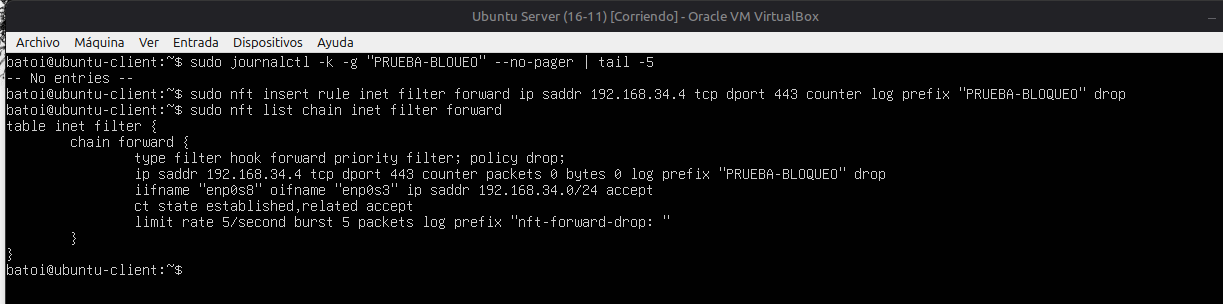 Ubuntu Server (16-11) [Corriendo] - Oracle VM VirtualBox
Archivo Máquina Ver Entrada Dispositivos Ayuda
batoi@ubuntu-client:~$ sudo journalctl -k -g "PRUEBA-BLOUEO" --no-pager | tail -5
-- No entries --
batoi@ubuntu-client:~$ sudo nft insert rule inet filter forward ip saddr 192.168.34.4 tcp dport 443 counter log prefix "PRUEBA-BLOQUEO" drop
batoi@ubuntu-client:~$ sudo nft list chain inet filter forward
table inet filter {
chain forward {
type filter hook forward priority filter; policy drop;
ip saddr 192.168.34.4 tcp dport 443 counter packets 0 bytes 0 log prefix "PRUEBA-BLOQUEO" drop
iifname "enp0s8" oifname "enp0s3" ip saddr 192.168.34.0/24 accept
ct state established,related accept
limit rate 5/second burst 5 packets log prefix "nft-forward-drop: "
}
}
batoi@ubuntu-client:~$